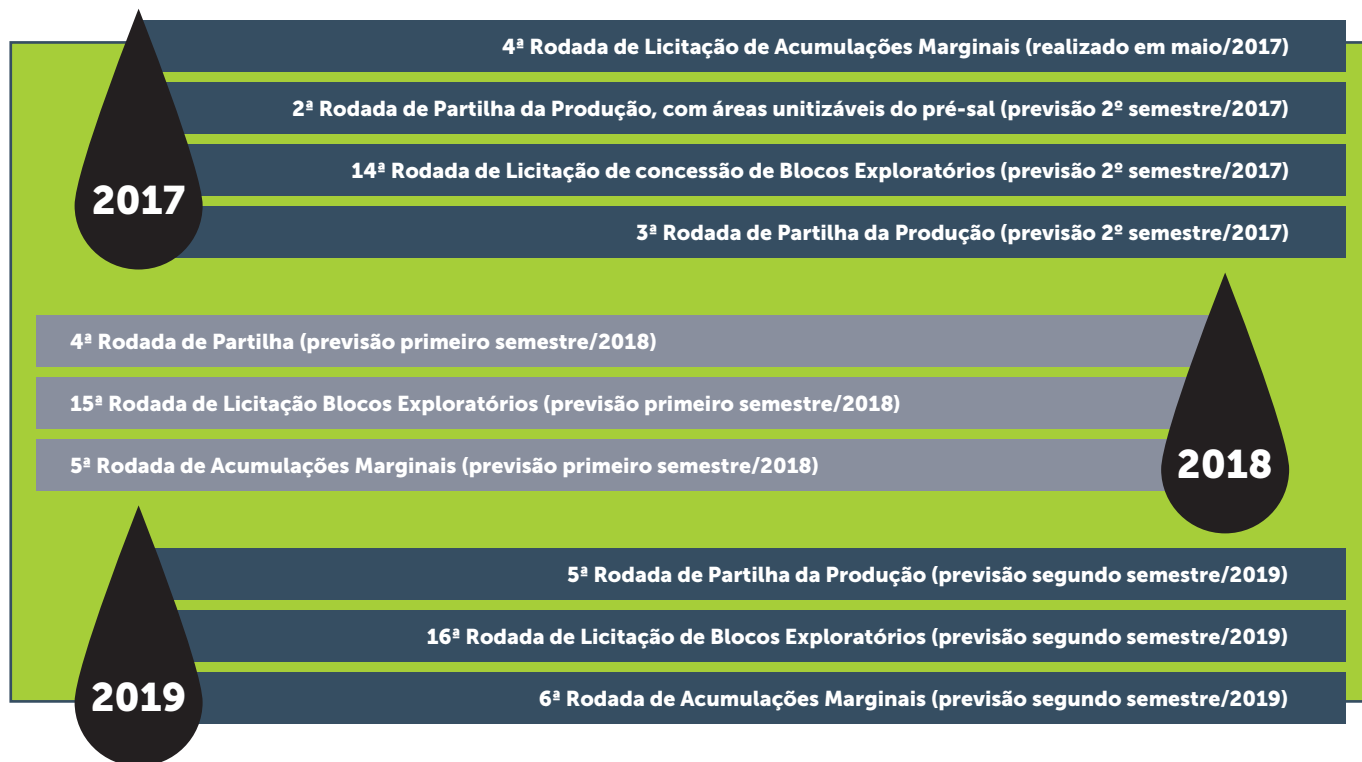 4ª Rodada de Licitação de Acumulações Marginais (realizado em maio/2017)
2ª Rodada de Partilha da Produção, com áreas unitizáveis do pré-sal (previsão 2º semestre/2017)
14ª Rodada de Licitação de concessão de Blocos Exploratórios (previsão 2º semestre/2017)
2017
3ª Rodada de Partilha da Produção (previsão 2º semestre/2017)
4ª Rodada de Partilha (previsão primeiro semestre/2018)
15ª Rodada de Licitação Blocos Exploratórios (previsão primeiro semestre/2018)
5ª Rodada de Acumulações Marginais (previsão primeiro semestre/2018)
2018
5ª Rodada de Partilha da Produção (previsão segundo semestre/2019)
16ª Rodada de Licitação de Blocos Exploratórios (previsão segundo semestre/2019)
2019
6ª Rodada de Acumulações Marginais (previsão segundo semestre/2019)